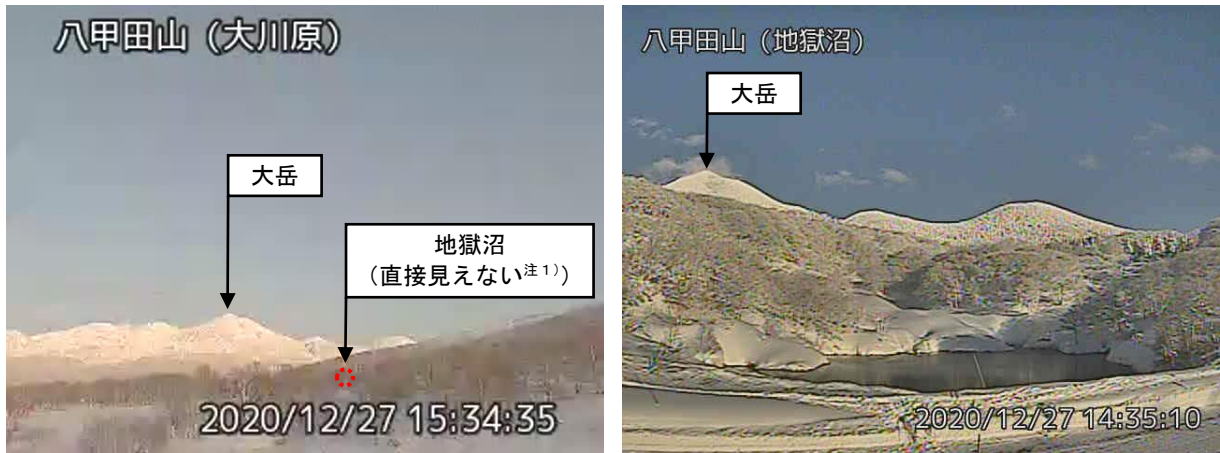 八甲田山（大川原）
大岳
地獄沼
（直接見えない注１））
2020/12/27 15:34:35
八甲田山（地獄沼）
大岳
2020/12/27 14:35:10